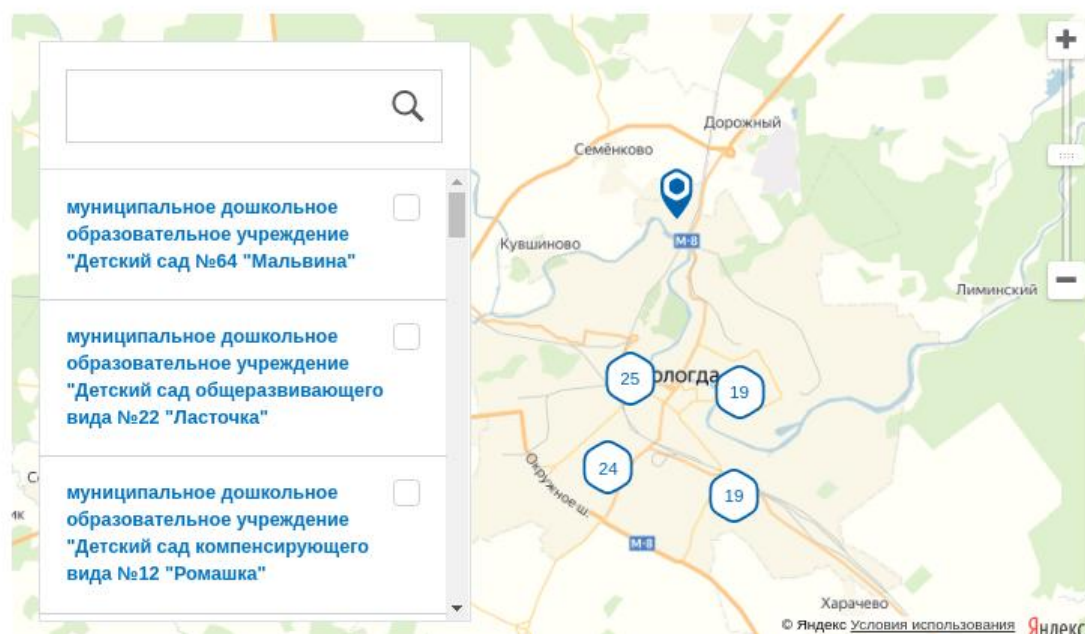 муниципальное дошкольное
образовательное учреждение
"Детский сад №64 "Мальвина"
муниципальное дошкольное
образовательное учреждение
"Детский сад общеразвивающего
вида №22 "Ласточка"
муниципальное дошкольное
образовательное учреждение
"Детский сад компенсирующего
вида №12 "Ромашка"
Дорожный
Семёнково
Кувшиново
М-8
Лиминский
25
ологда
19
24
19
Окружное ш.
М-8
Харачево
© Яндекс Условия использования
Яндекс